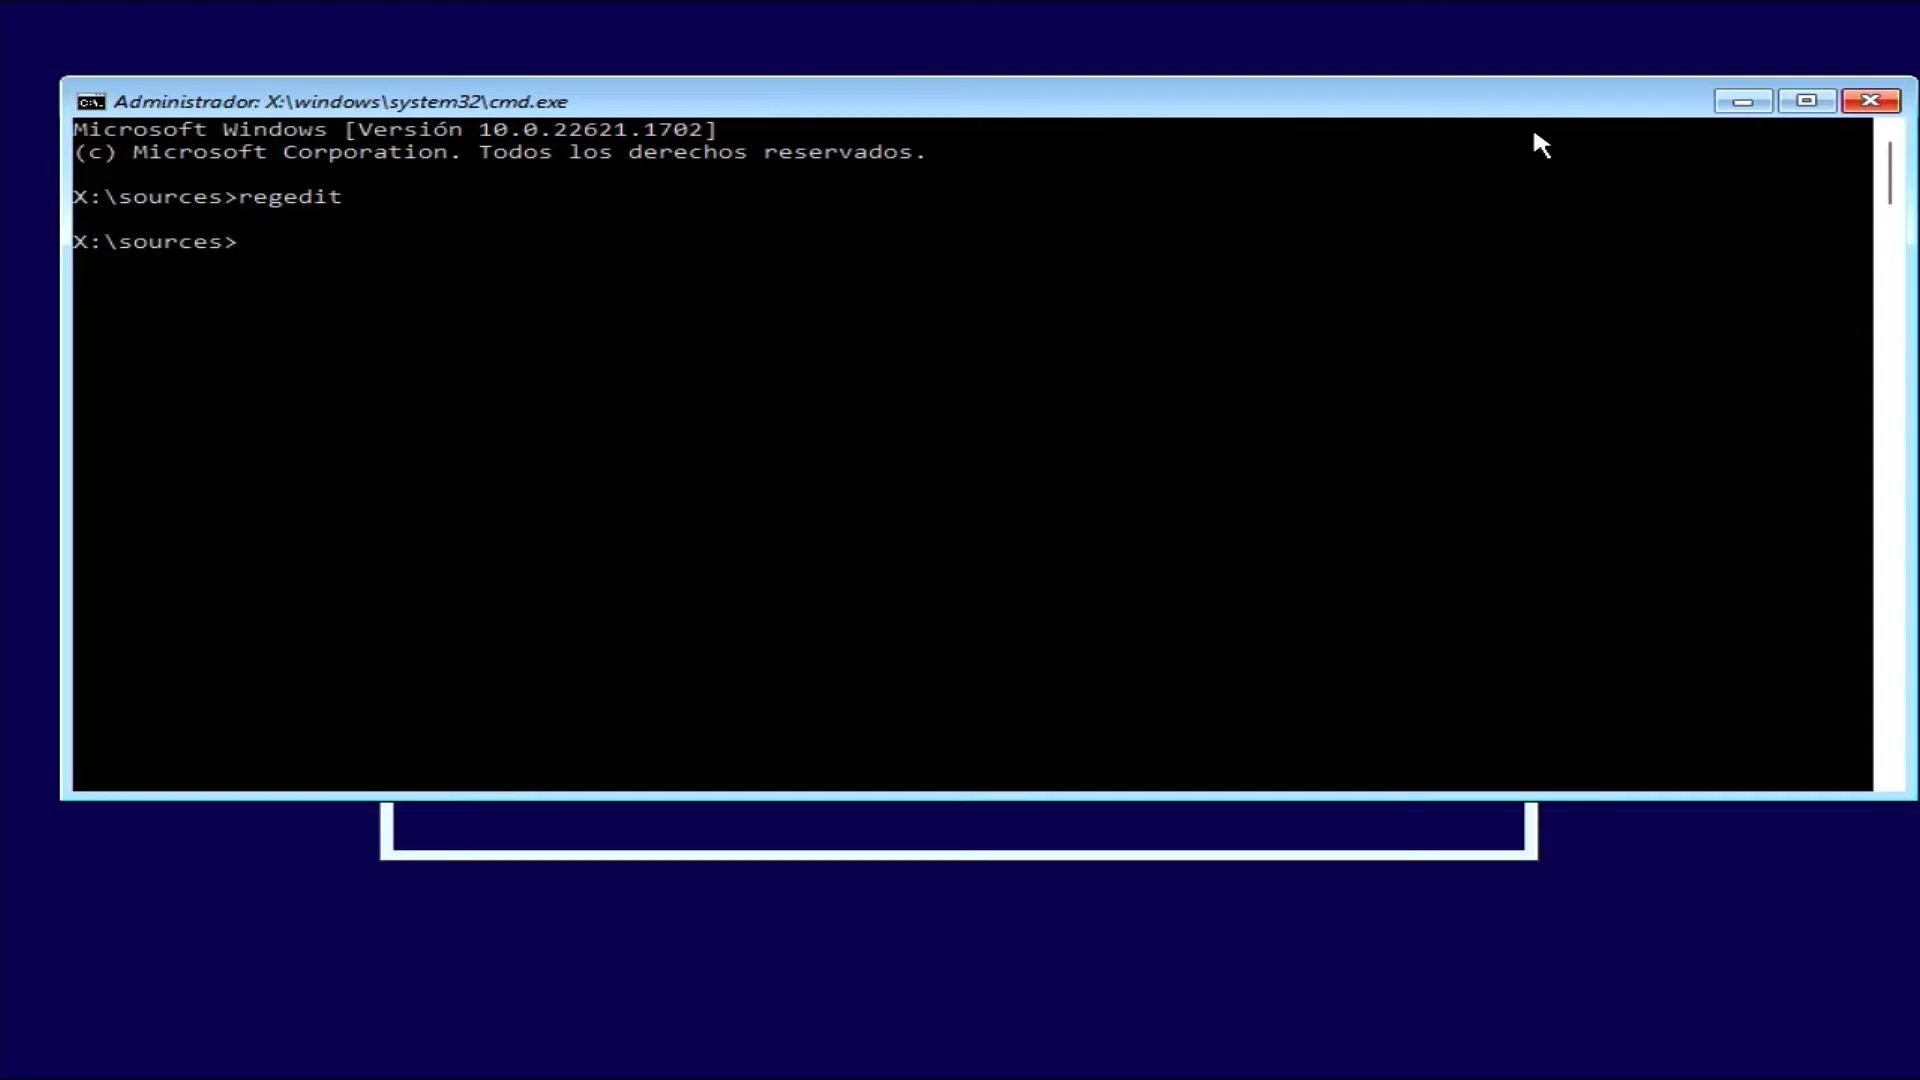 Administrador: X:\windows\system32\cmd.exe
Microsoft Windows [Versión 10.0.22621.1702]
(c) Microsoft Corporation. Todos los derechos reservados.
X:\sources>regedit
X:\sources>